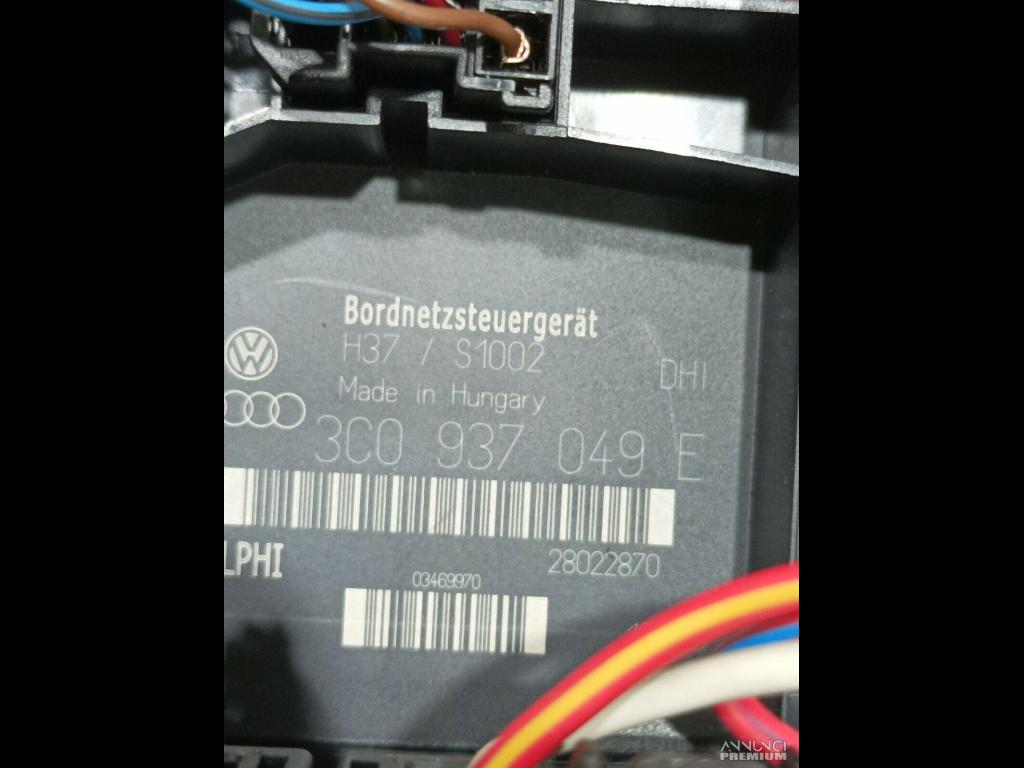 Bordnetzsteuergerät
H37 / S1002
DHI
Made in Hungary
3C0 937 049 E
LPHI
28022870
03469970
ANNUNCI
PREMIUM